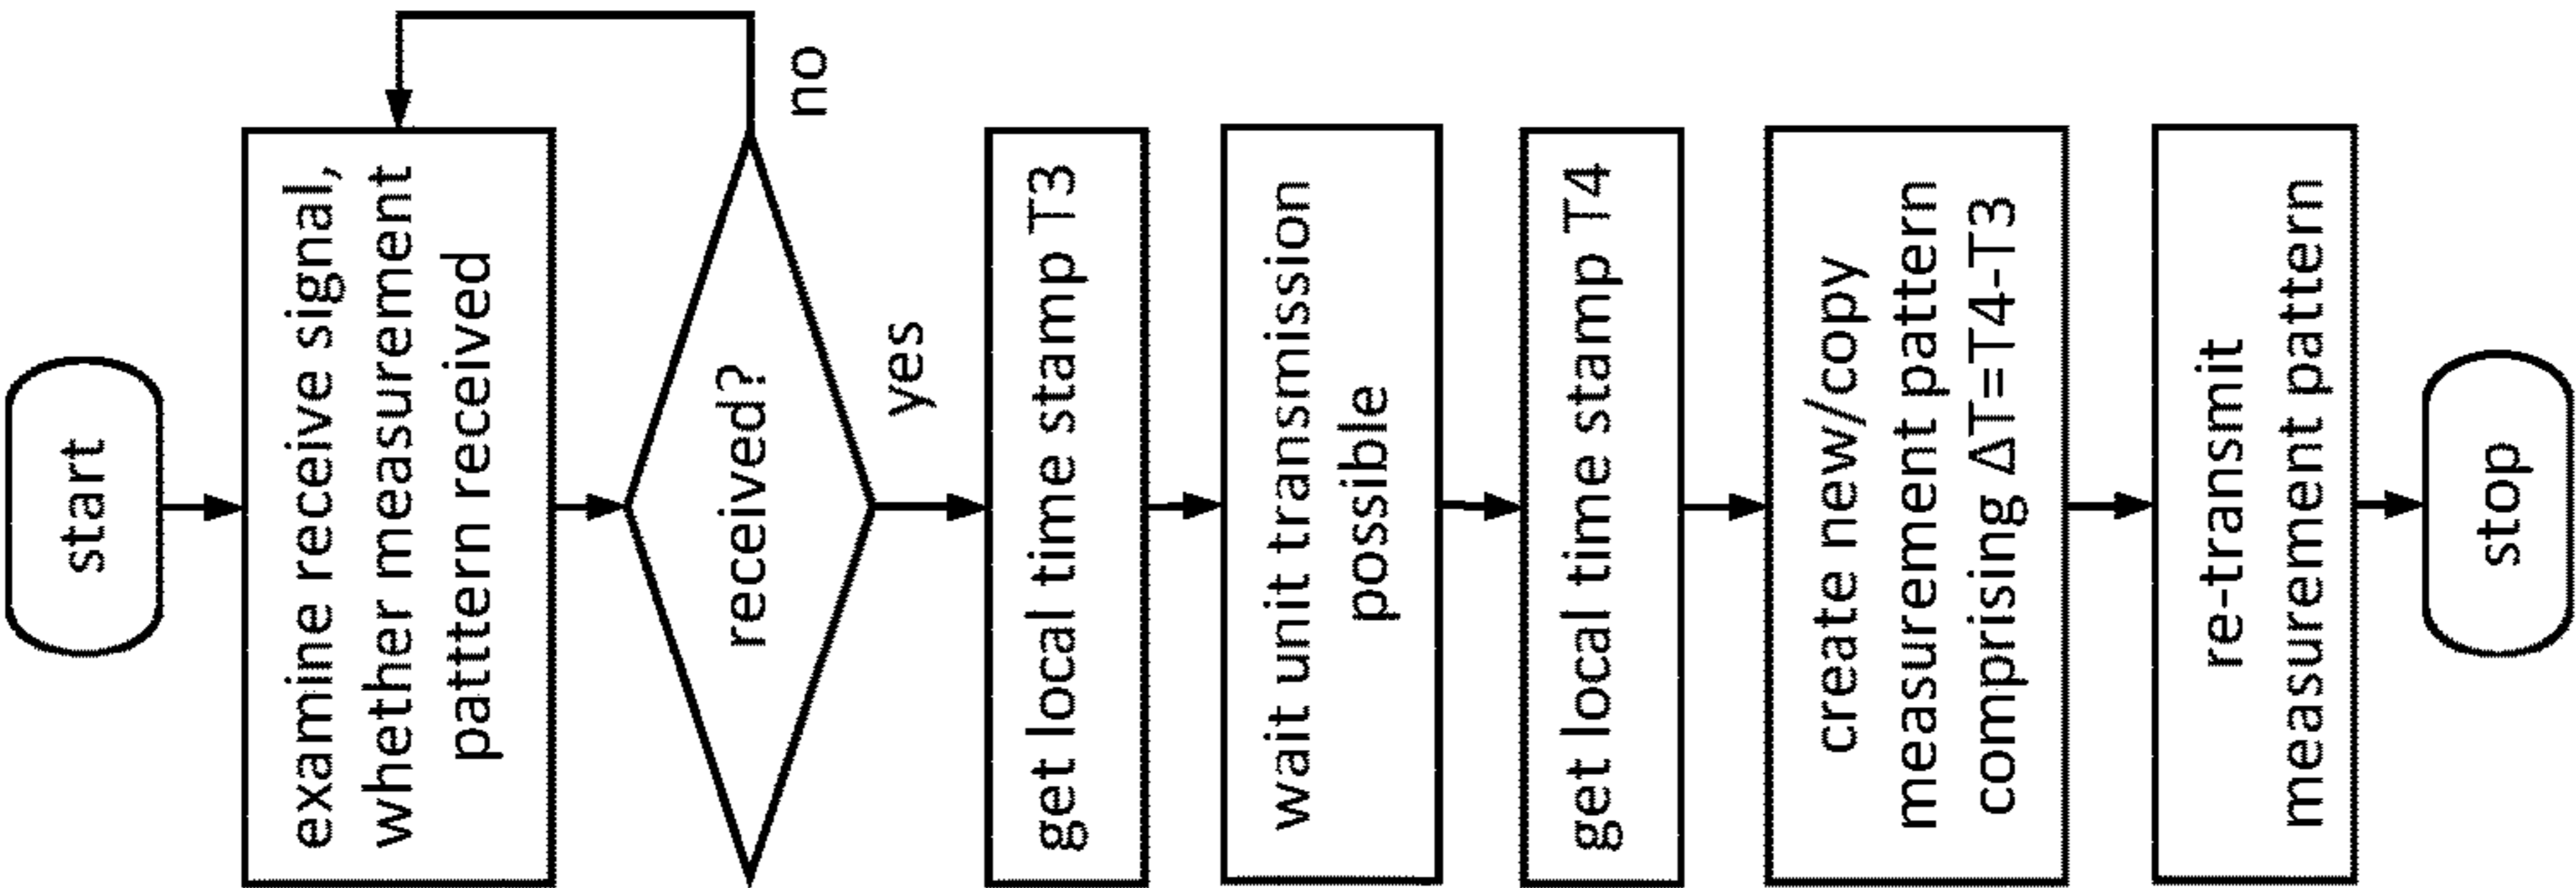 start
examine receive signal,
whether measurement
pattern received
received?
no
yes
get local time stamp T3
wait unit transmission
possible
get local time stamp T4
create new/copy
measurement pattern
comprising ΔT=T4-T3
re-transmit
measurement pattern
stop